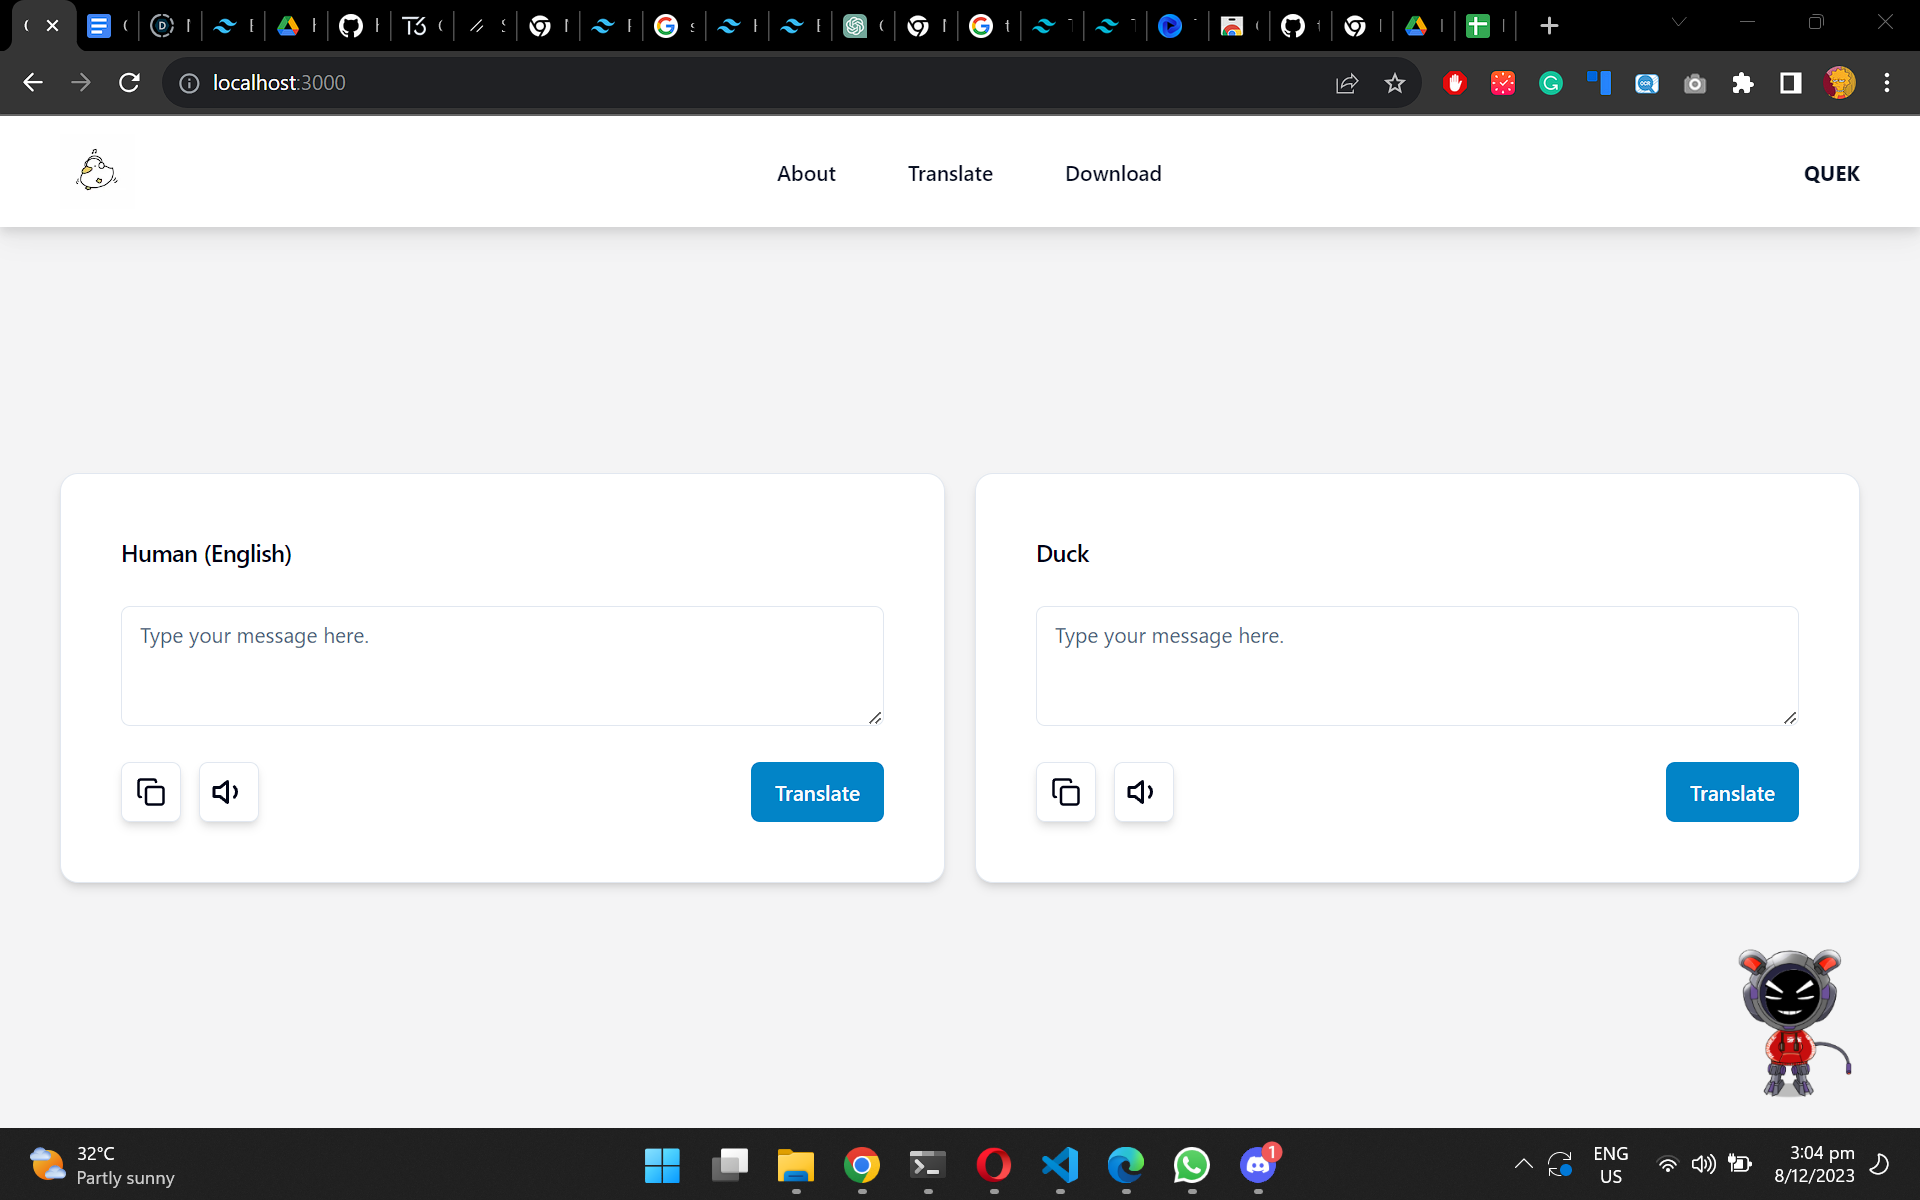 localhost:3000
About
Translate
Download
QUEK
Human (English)
Type your message here.
Translate
Duck
Type your message here.
Translate
32°C
Partly sunny
1
ENG
US
3:04 pm
8/12/2023